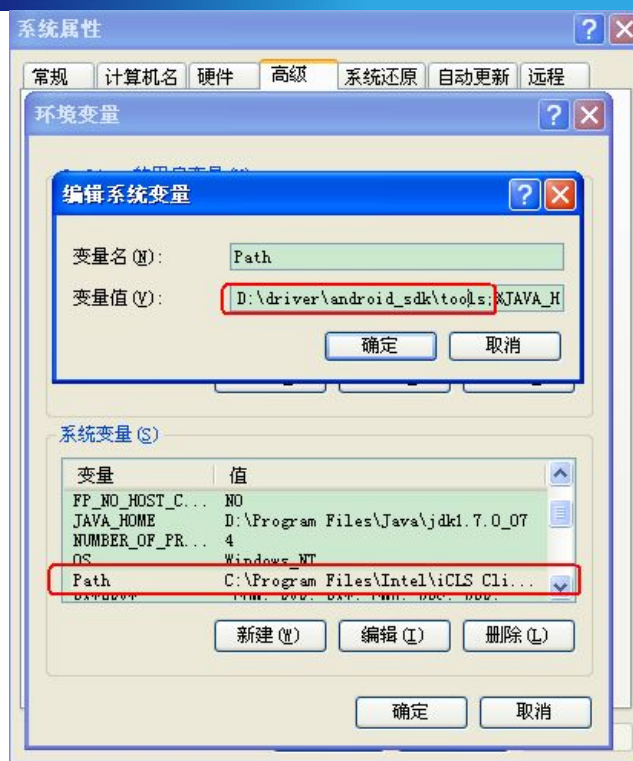 系统属性
常规 计算机名 硬件 高级 系统还原 自动更新 远程
环境变量
编辑系统变量
变量名(N): Path
变量值(V): D:\driver\android_sdk\tools;%JAVA_H
确定 取消
系统变量(S)
变量 值
FP_NO_HOST_C... NO
JAVA_HOME D:\Program Files\Java\jdk1.7.0_07
NUMBER_OF_PR... 4
OS Windows_NT
Path C:\Program Files\Intel\iCLS Cli...
新建(W) 编辑(I) 删除(L)
确定 取消